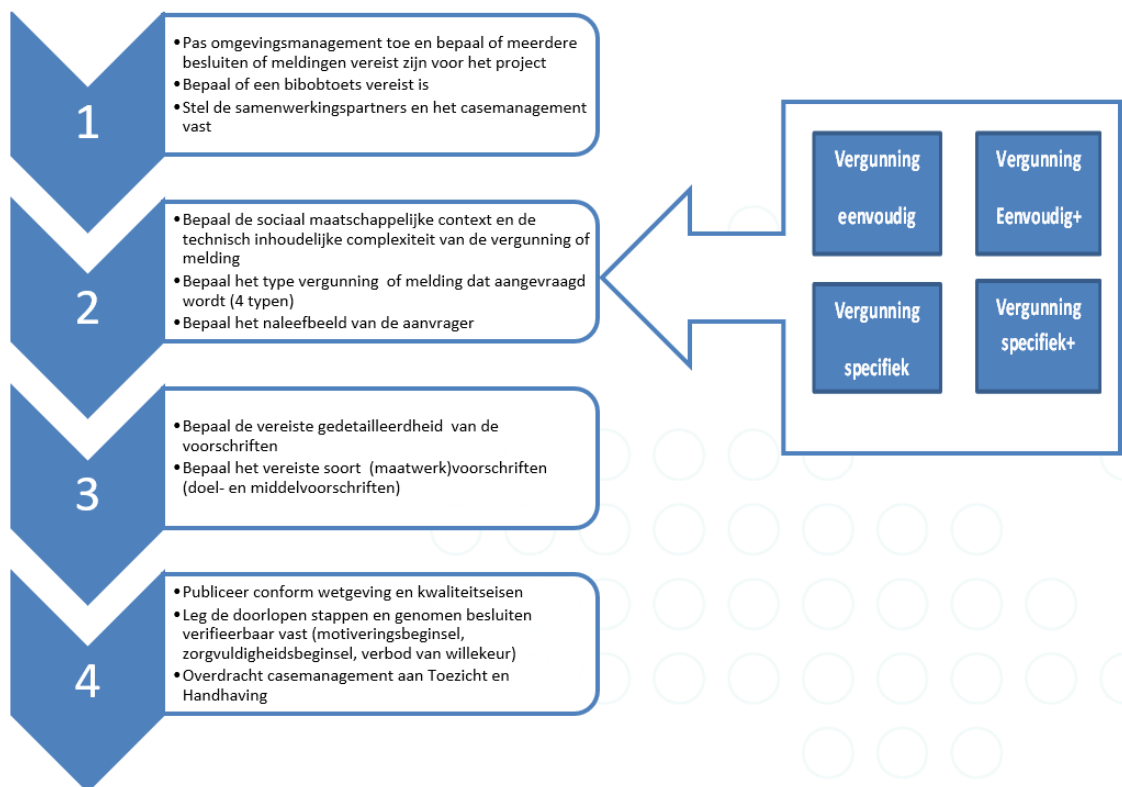 1
•Pas omgevingsmanagement toe en bepaal of meerdere
besluiten of meldingen vereist zijn voor het project
•Bepaal of een bibobtoets vereist is
•Stel de samenwerkingspartners en het casemanagement
vast
2
•Bepaal de sociaal maatschappelijke context en de
technisch inhoudelijke complexiteit van de vergunning of
melding
•Bepaal het type vergunning of melding dat aangevraagd
wordt (4 typen)
•Bepaal het naleefbeeld van de aanvrager
Vergunning
eenvoudig
Vergunning
Eenvoudig+
Vergunning
specifiek
Vergunning
specifiek+
3
•Bepaal de vereiste gedetailleerdheid van de
voorschriften
•Bepaal het vereiste soort (maatwerk)voorschriften
(doel- en middelvoorschriften)
4
•Publiceer conform wetgeving en kwaliteitseisen
•Leg de doorlopen stappen en genomen besluiten
verifieerbaar vast (motiveringsbeginsel,
zorgvuldigheidsbeginsel, verbod van willekeur)
•Overdracht casemanagement aan Toezicht en
Handhaving